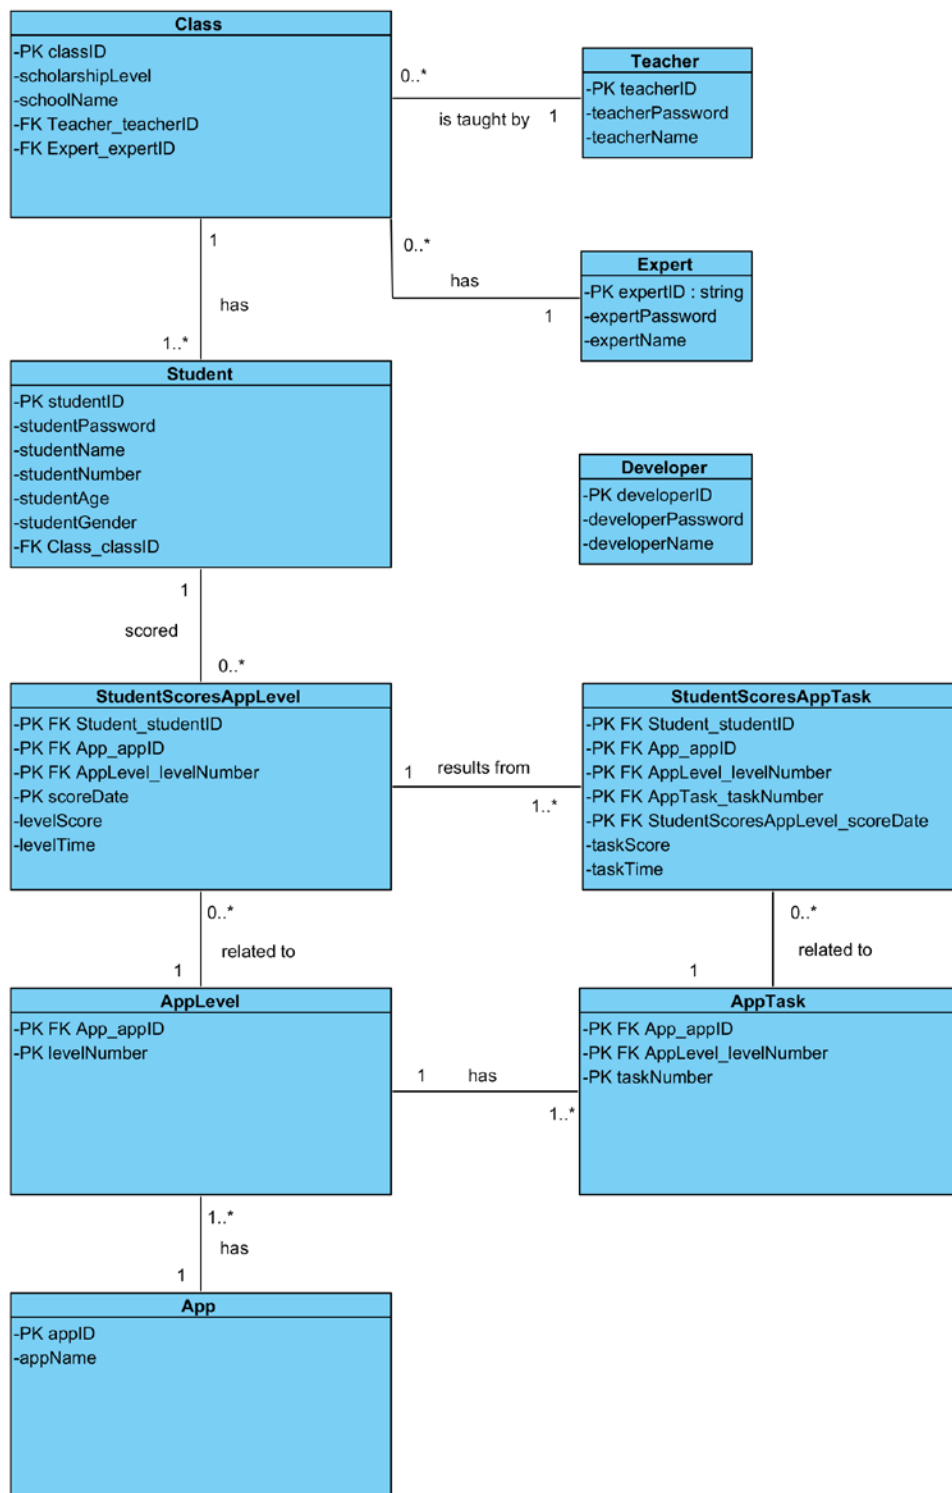 Class
-PK classID
-scholarshipLevel
-schoolName
-FK Teacher_teacherID
-FK Expert_expertID
0..*
is taught by
1
Teacher
-PK teacherID
-teacherPassword
-teacherName
0..*
has
1
Expert
-PK expertID : string
-expertPassword
-expertName
1
has
1..*
Student
-PK studentID
-studentPassword
-studentName
-studentNumber
-studentAge
-studentGender
-FK Class_classID
Developer
-PK developerID
-developerPassword
-developerName
1
scored
0..*
StudentScoresAppLevel
-PK FK Student_studentID
-PK FK App_appID
-PK FK AppLevel_levelNumber
-PK scoreDate
-levelScore
-levelTime
1
results from
1..*
StudentScoresAppTask
-PK FK Student_studentID
-PK FK App_appID
-PK FK AppLevel_levelNumber
-PK FK AppTask_taskNumber
-PK FK StudentScoresAppLevel_scoreDate
-taskScore
-taskTime
0..*
related to
1
0..*
related to
1
AppLevel
-PK FK App_appID
-PK levelNumber
1
has
1..*
AppTask
-PK FK App_appID
-PK FK AppLevel_levelNumber
-PK taskNumber
1..*
has
1
App
-PK appID
-appName